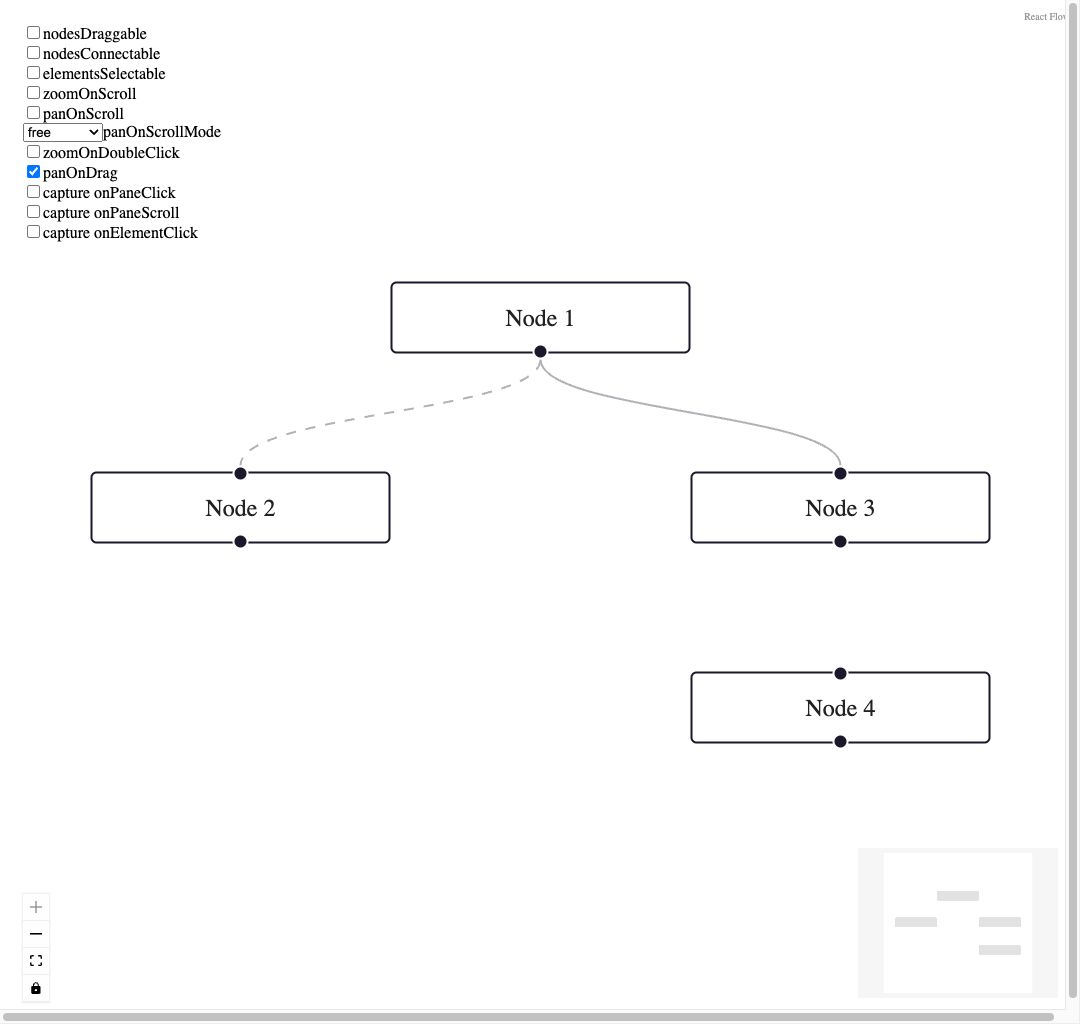 React Flow
nodesDraggable
nodesConnectable
elementsSelectable
zoomOnScroll
panOnScroll
free panOnScrollMode
zoomOnDoubleClick
panOnDrag
capture onPaneClick
capture onPaneScroll
capture onElementClick
Node 1
Node 2
Node 3
Node 4